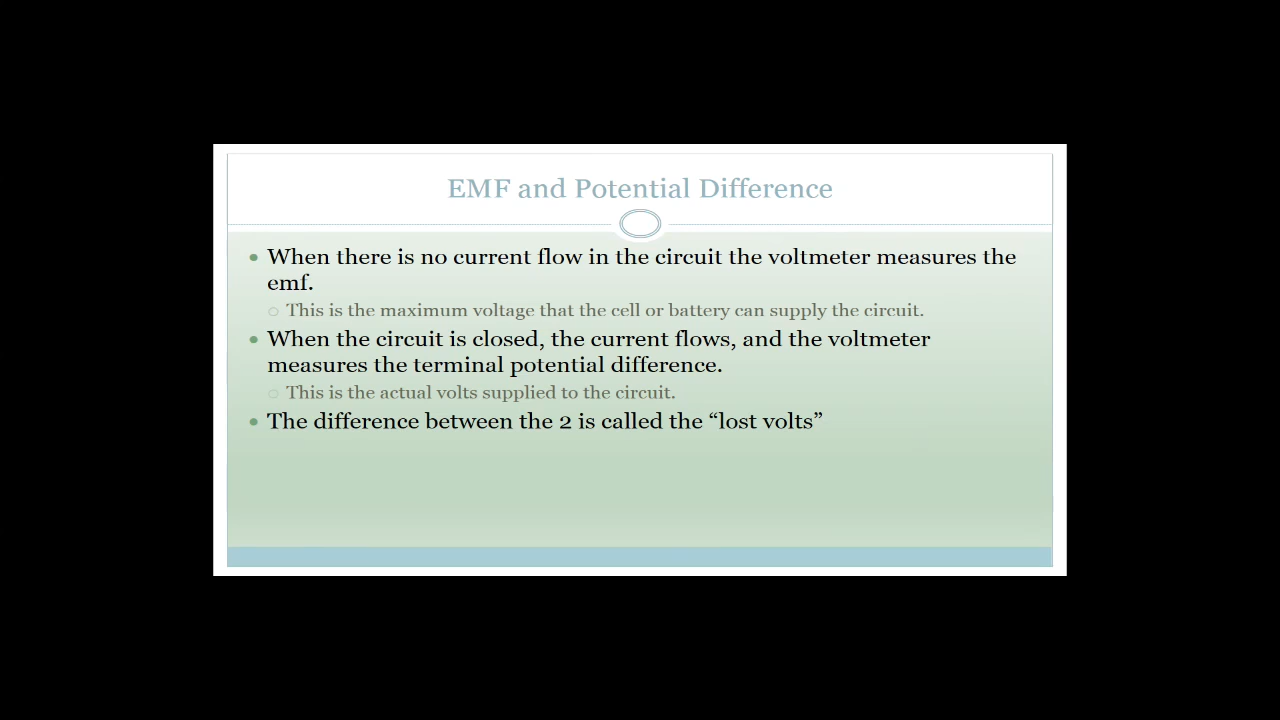 EMF and Potential Difference
When there is no current flow in the circuit the voltmeter measures the
emf.
This is the maximum voltage that the cell or battery can supply the circuit.
When the circuit is closed, the current flows, and the voltmeter
measures the terminal potential difference.
This is the actual volts supplied to the circuit.
The difference between the 2 is called the “lost volts”